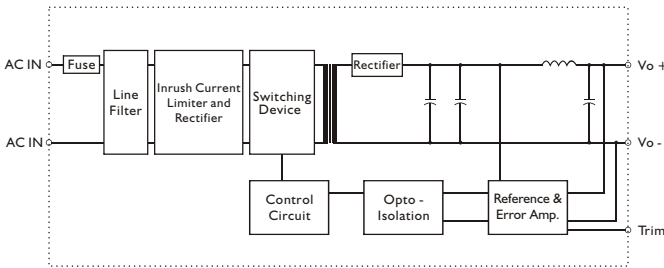 AC IN
Fuse
Line
Filter
Inrush Current
Limiter and
Rectifier
Switching
Device
Rectifier
Vo +
AC IN
Vo -
Control
Circuit
Opto -
Isolation
Reference &
Error Amp.
Trim